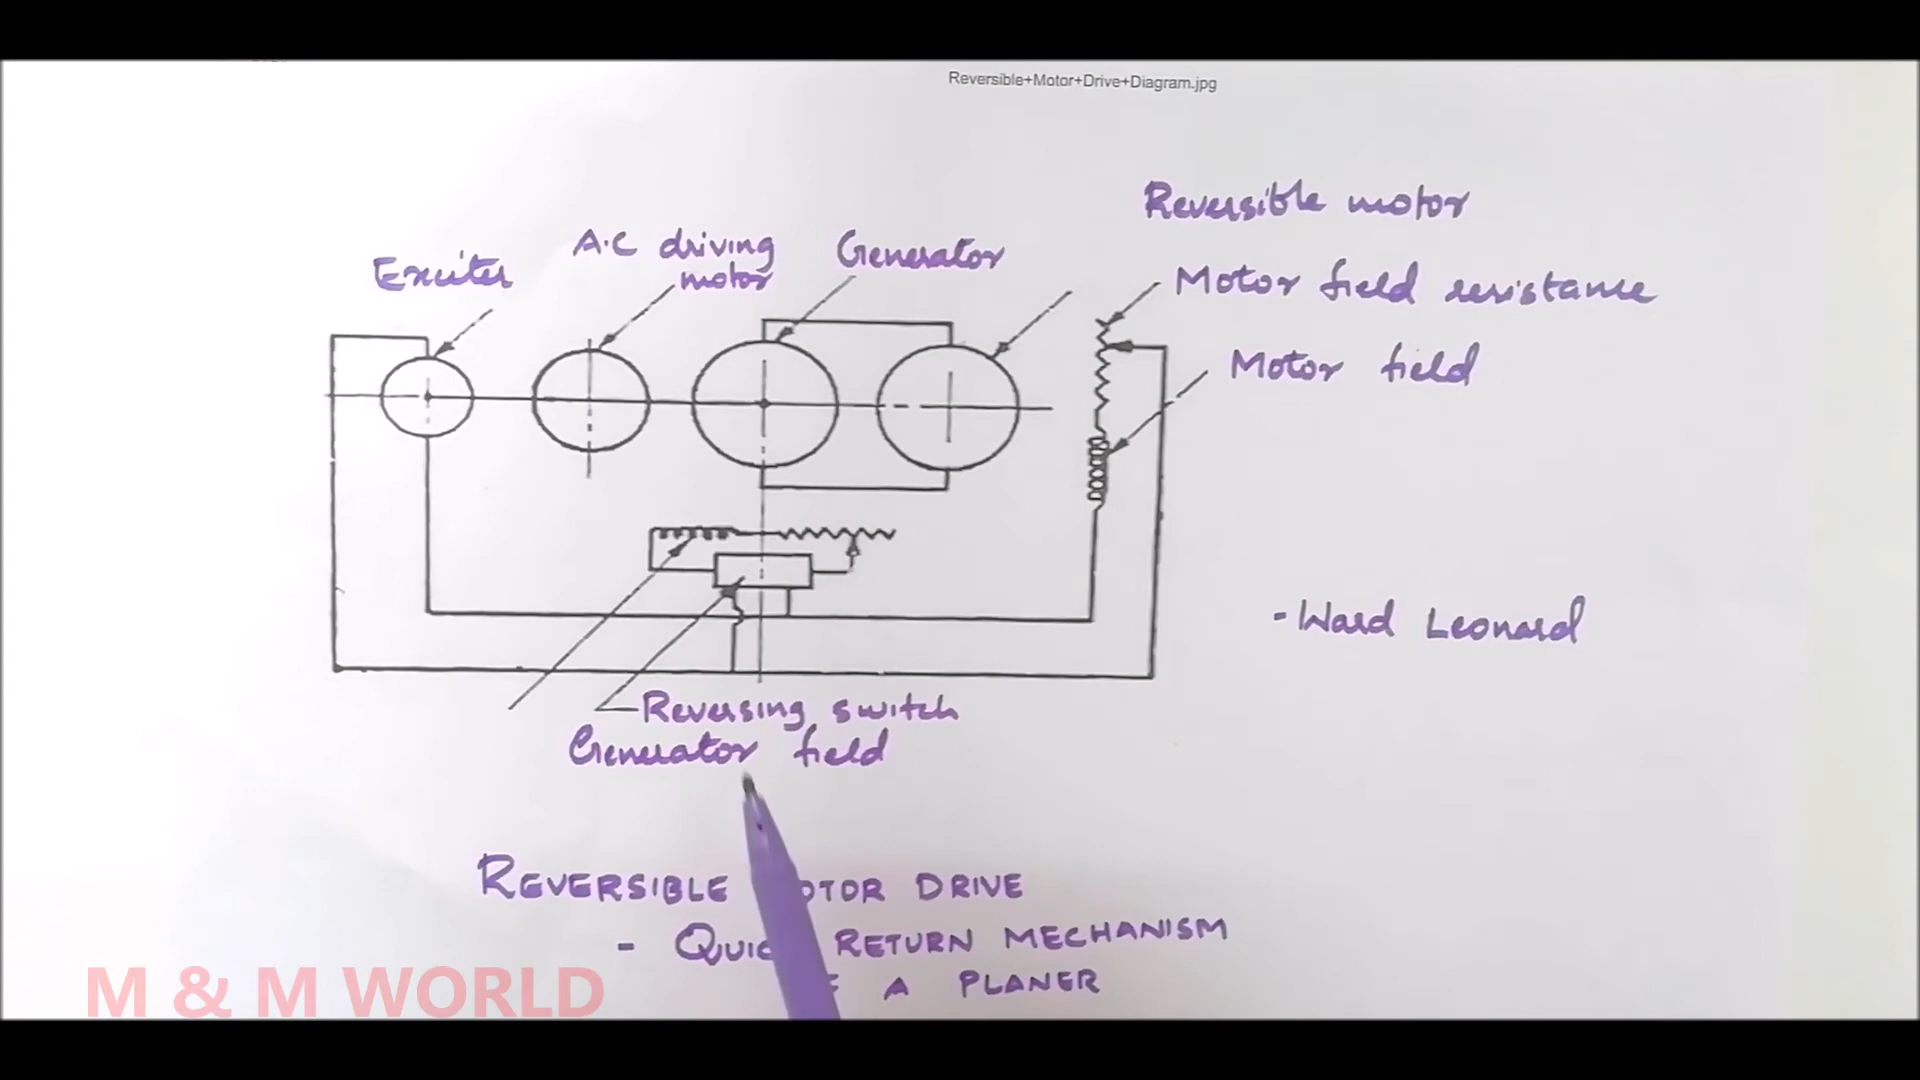 Reversible+Motor+Drive+Diagram.jpg
Reversible motor
A.C driving
motor
Generator
Exciter
Motor field resistance
Motor field
- Ward Leonard
Reversing switch
Generator field
REVERSIBLE OTOR DRIVE
- QUIC RETURN MECHANISM
A PLANER
M & M WORLD